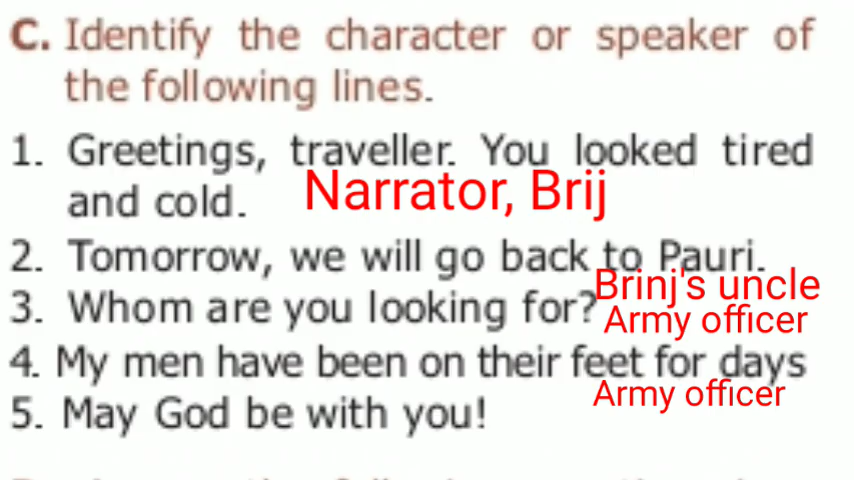 C. Identify the character or speaker of
the following lines.
1. Greetings, traveller. You looked tired
and cold. Narrator, Brij
2. Tomorrow, we will go back to Pauri.
Brinj's uncle
3. Whom are you looking for?
Army officer
4. My men have been on their feet for days
Army officer
5. May God be with you!